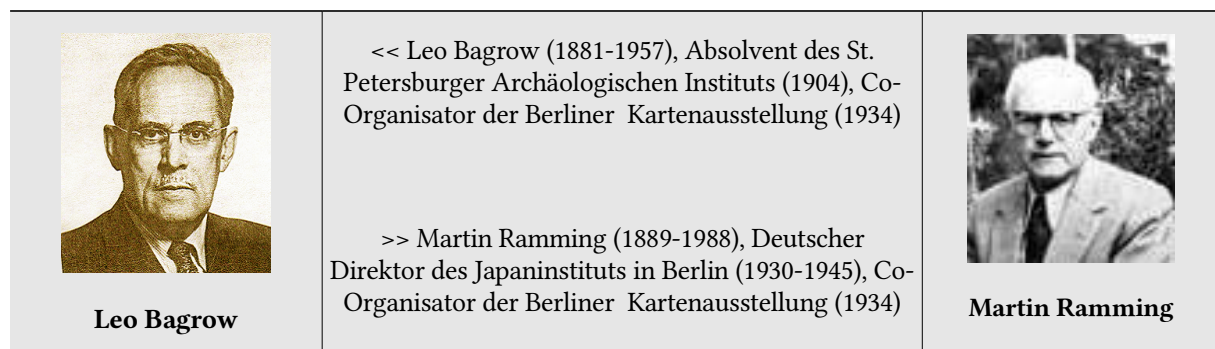 << Leo Bagrow (1881-1957), Absolvent des St.
Petersburger Archäologischen Instituts (1904), Co-
Organisator der Berliner Kartenausstellung (1934)
>> Martin Ramming (1889-1988), Deutscher
Direktor des Japaninstituts in Berlin (1930-1945), Co-
Organisator der Berliner Kartenausstellung (1934)
Leo Bagrow
Martin Ramming